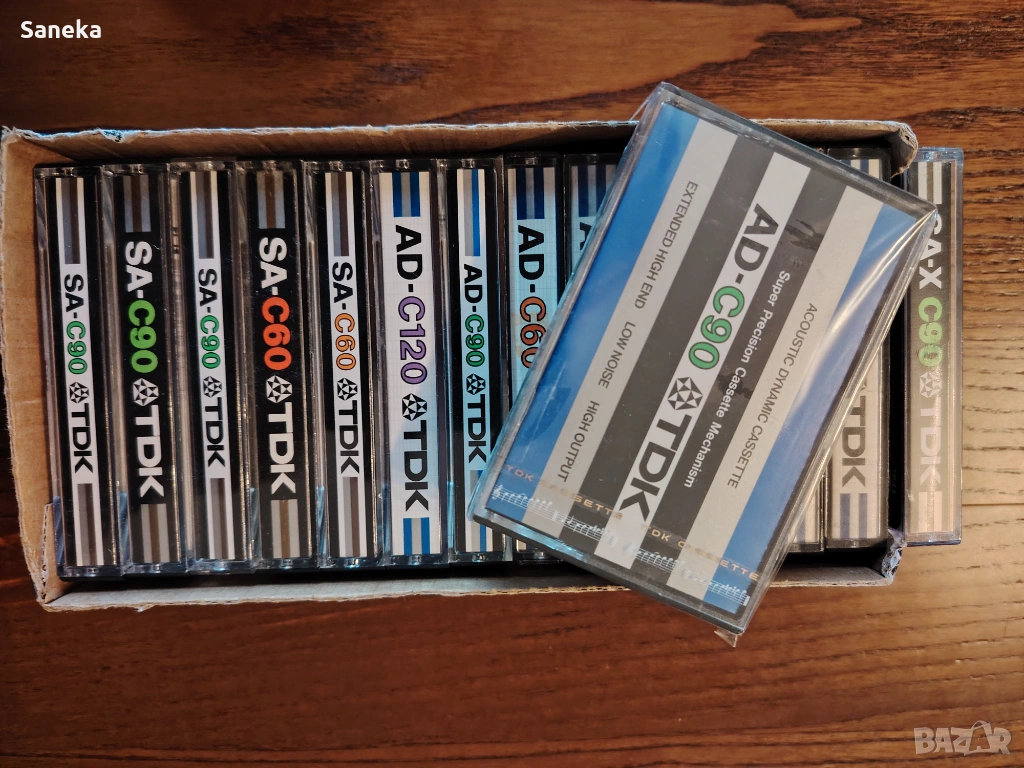 Saneka
SA-C90 TDK
SA-C90 TDK
SA-C90 TDK
SA-C60 TDK
SA-C60 TDK
AD-C120 TDK
AD-C90 TDK
AD-C60
EXTENDED HIGH END LOW NOISE HIGH OUTPUT
AD-C90 TDK
Super Precision Cassette Mechanism
ACOUSTIC DYNAMIC CASSETTE
TDK CASSETTE TDK CASSETTE
TDK
SA-X C90 TDK
BAZAR